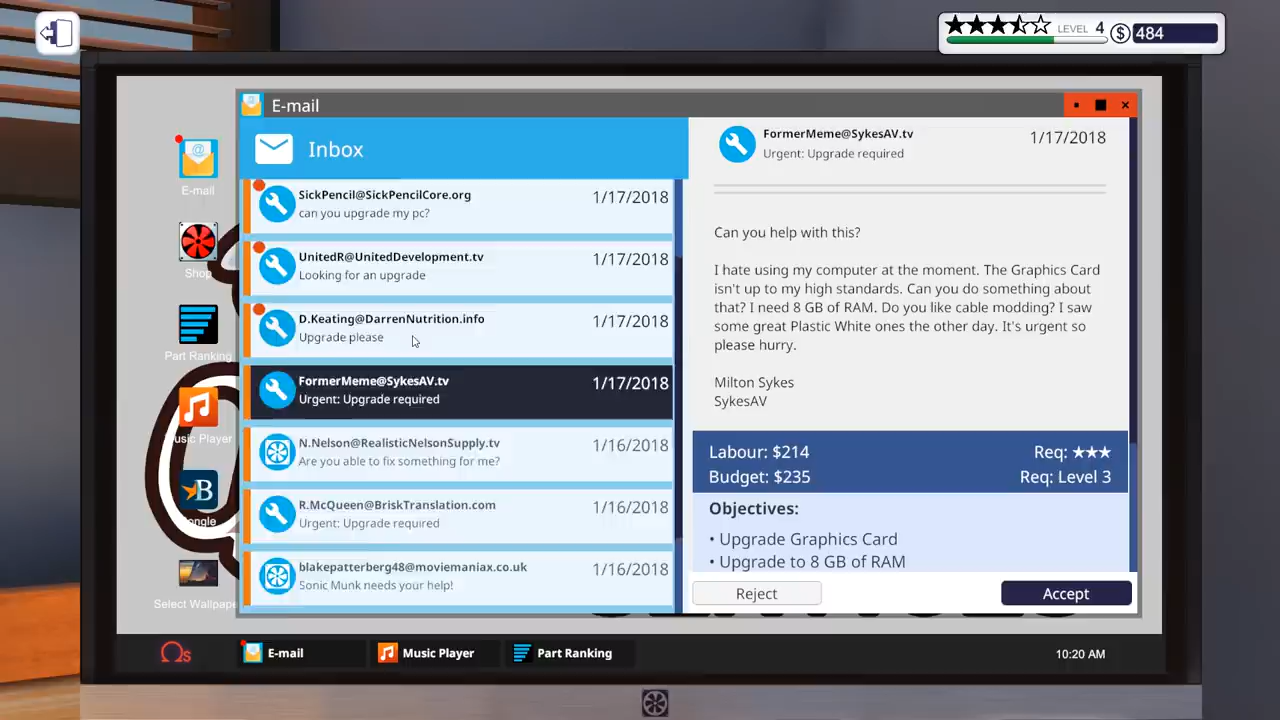 LEVEL 4
$ 484
E-mail
Inbox
SickPencil@SickPencilCore.org 1/17/2018
can you upgrade my pc?
UnitedR@UnitedDevelopment.tv 1/17/2018
Looking for an upgrade
D.Keating@DarrenNutrition.info 1/17/2018
Upgrade please
FormerMeme@SykesAV.tv 1/17/2018
Urgent: Upgrade required
N.Nelson@RealisticNelsonSupply.tv 1/16/2018
Are you able to fix something for me?
R.McQueen@BriskTranslation.com 1/16/2018
Urgent: Upgrade required
blakepatterberg48@moviemaniax.co.uk 1/16/2018
Sonic Munk needs your help!
FormerMeme@SykesAV.tv 1/17/2018
Urgent: Upgrade required
Can you help with this?
I hate using my computer at the moment. The Graphics Card
isn't up to my high standards. Can you do something about
that? I need 8 GB of RAM. Do you like cable modding? I saw
some great Plastic White ones the other day. It's urgent so
please hurry.
Milton Sykes
SykesAV
Labour: $214 Req: ★★★
Budget: $235 Req: Level 3
Objectives:
• Upgrade Graphics Card
• Upgrade to 8 GB of RAM
Reject Accept
E-mail
Shop
Part Ranking
Music Player
Select Wallpape
Ωs E-mail Music Player Part Ranking 10:20 AM